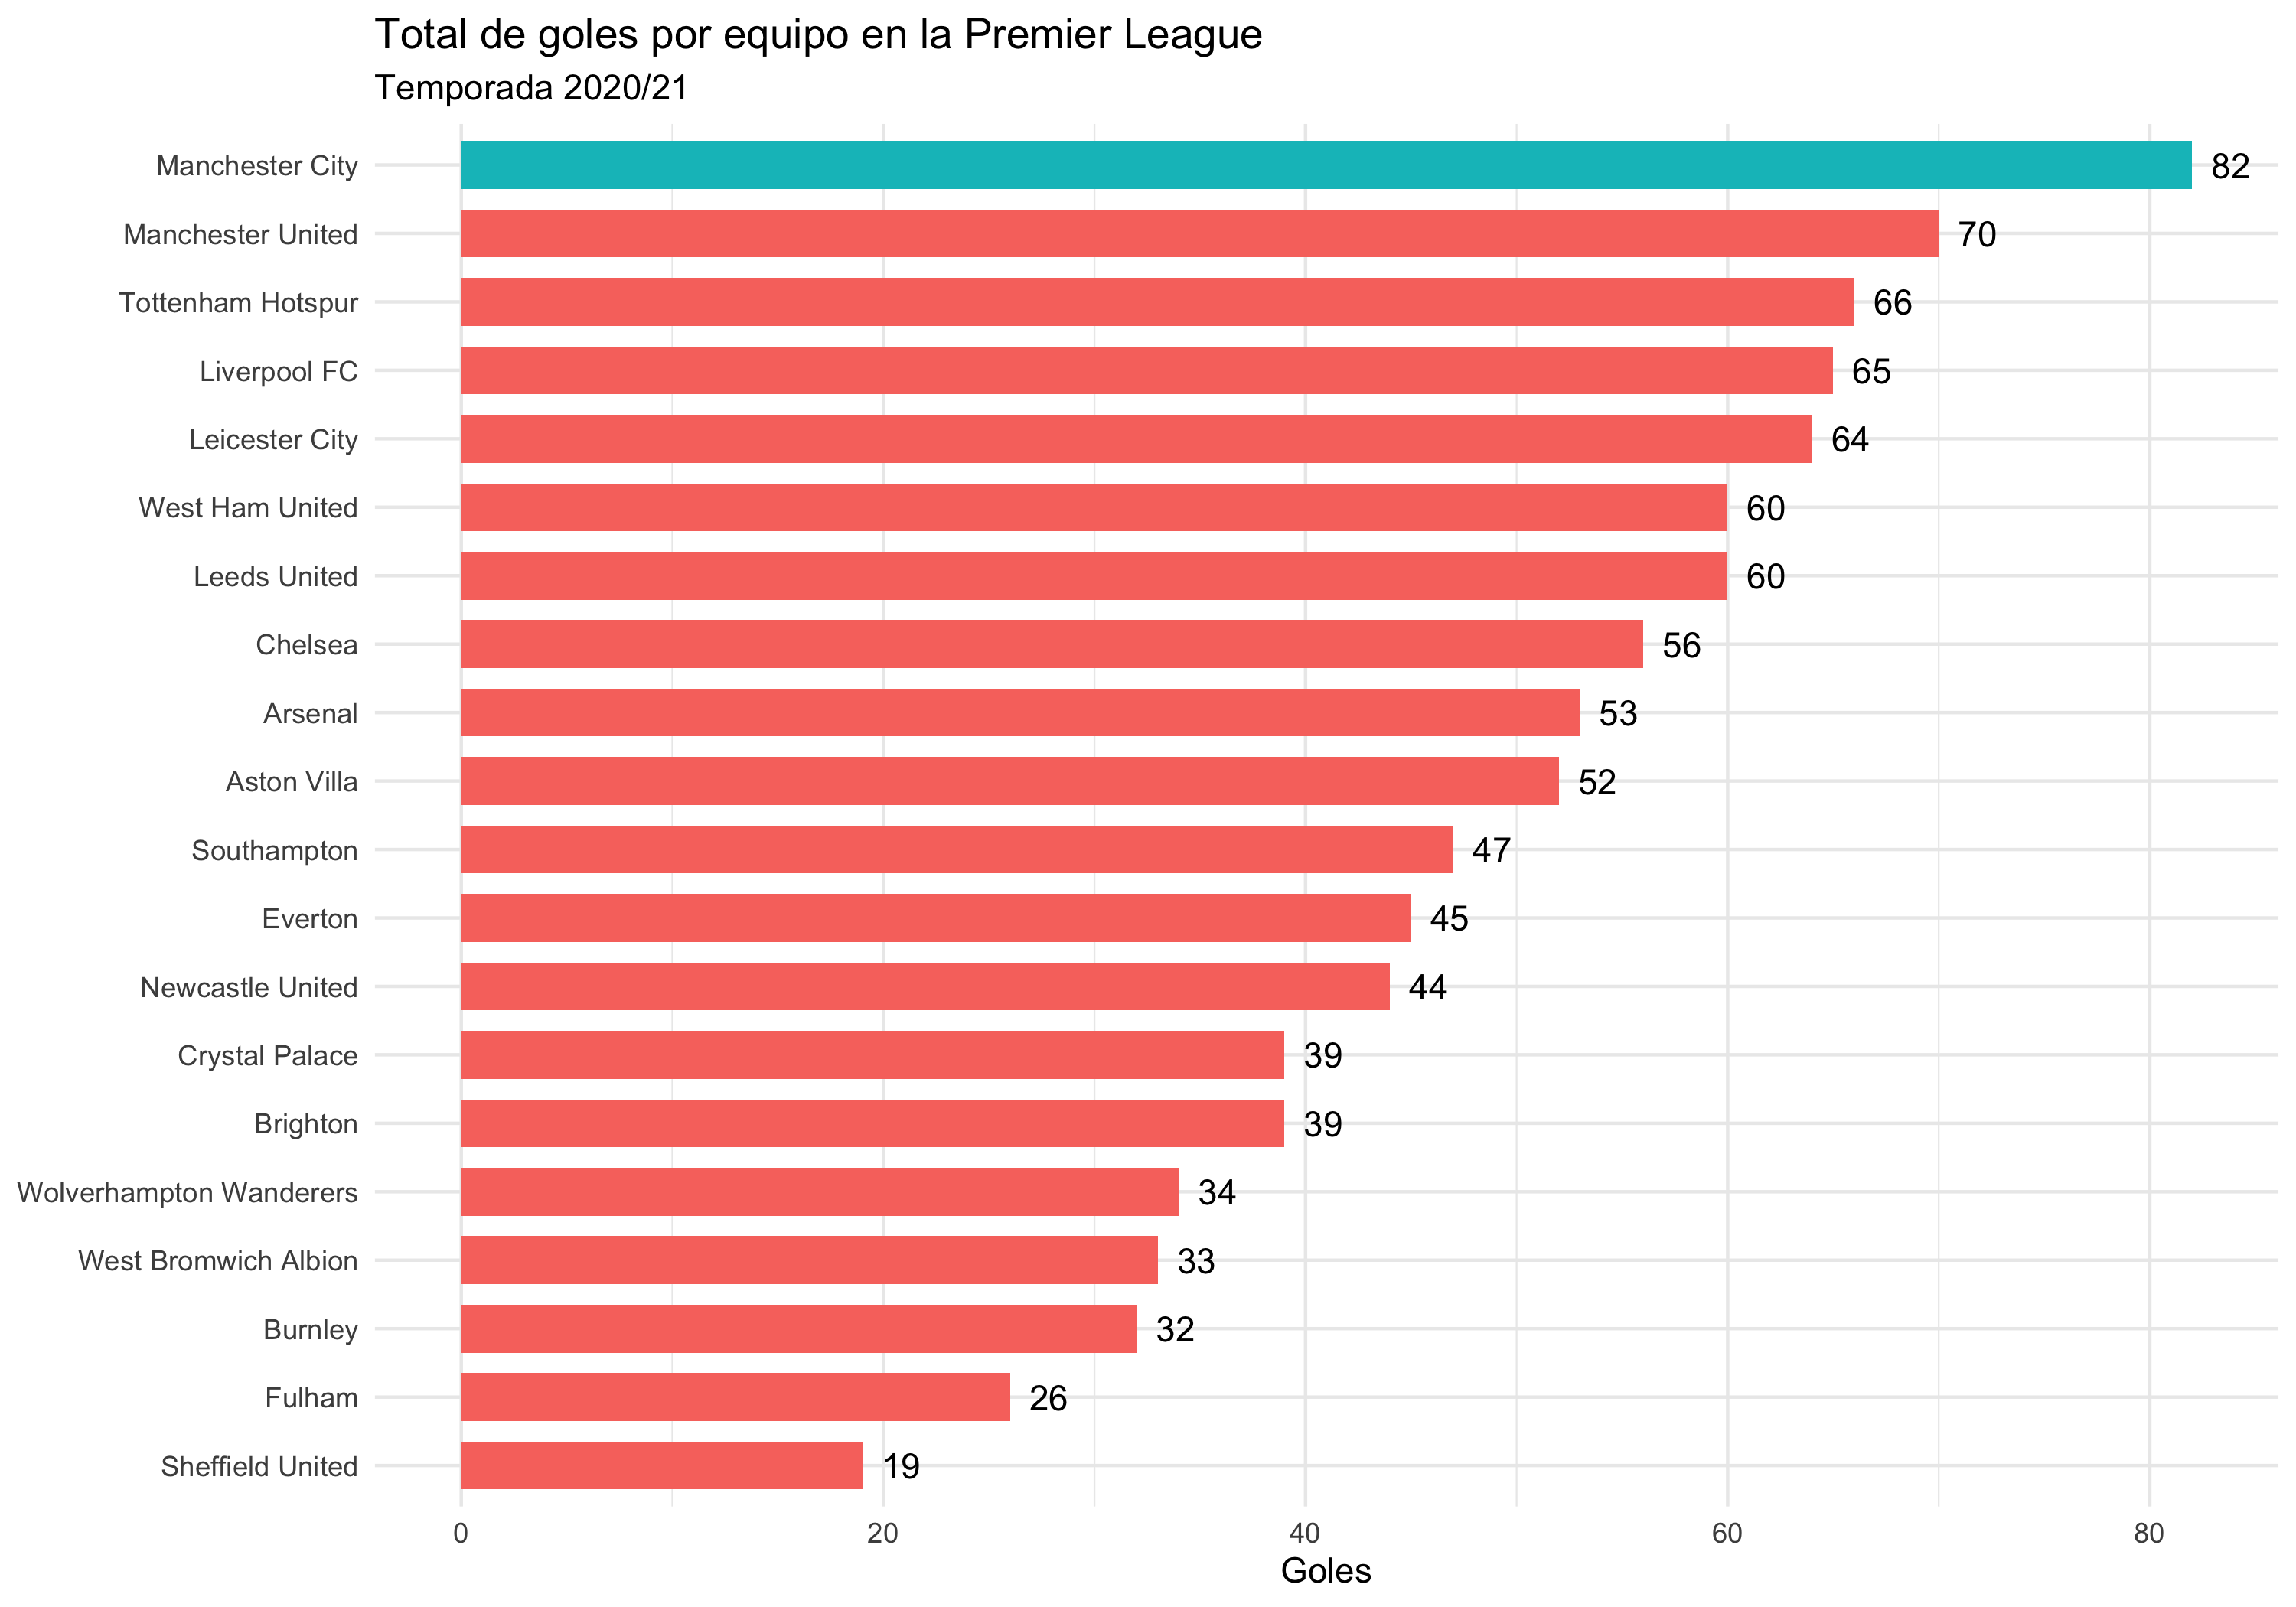 Total de goles por equipo en la Premier League
Temporada 2020/21
Manchester City 82
Manchester United 70
Tottenham Hotspur 66
Liverpool FC 65
Leicester City 64
West Ham United 60
Leeds United 60
Chelsea 56
Arsenal 53
Aston Villa 52
Southampton 47
Everton 45
Newcastle United 44
Crystal Palace 39
Brighton 39
Wolverhampton Wanderers 34
West Bromwich Albion 33
Burnley 32
Fulham 26
Sheffield United 19
0 20 40 60 80
Goles